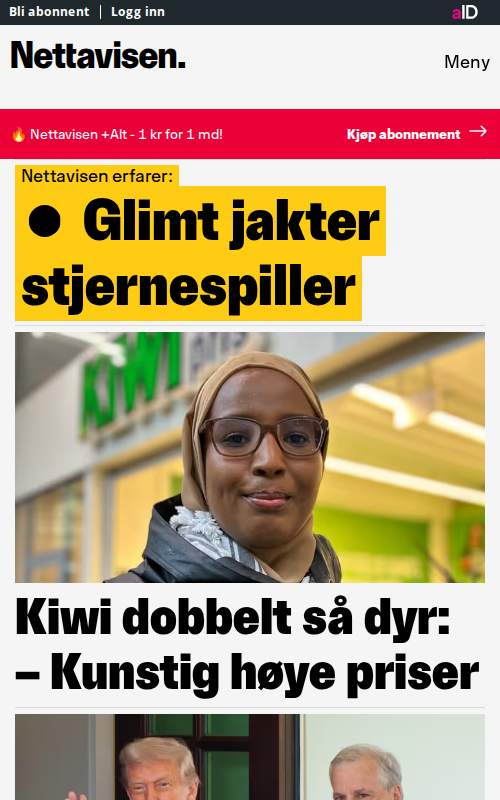 Bli abonnent
Logg inn
aID
Nettavisen.
Meny
Nettavisen +Alt - 1 kr for 1 md!
Kjøp abonnement
Nettavisen erfarer:
Glimt jakter
stjernespiller
KIWI
Kiwi dobbelt så dyr:
– Kunstig høye priser